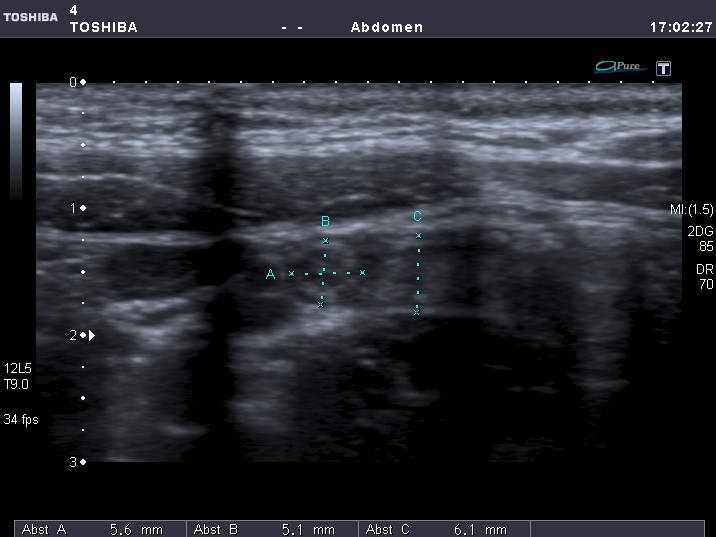 TOSHIBA
4
TOSHIBA - - Abdomen 17:02:27
aPure T
0
1
2
3
B
C
A
MI:(1.5)
2DG
85
DR
70
12L5
T9.0
34 fps
Abst A 5.6 mm Abst B 5.1 mm Abst C 6.1 mm